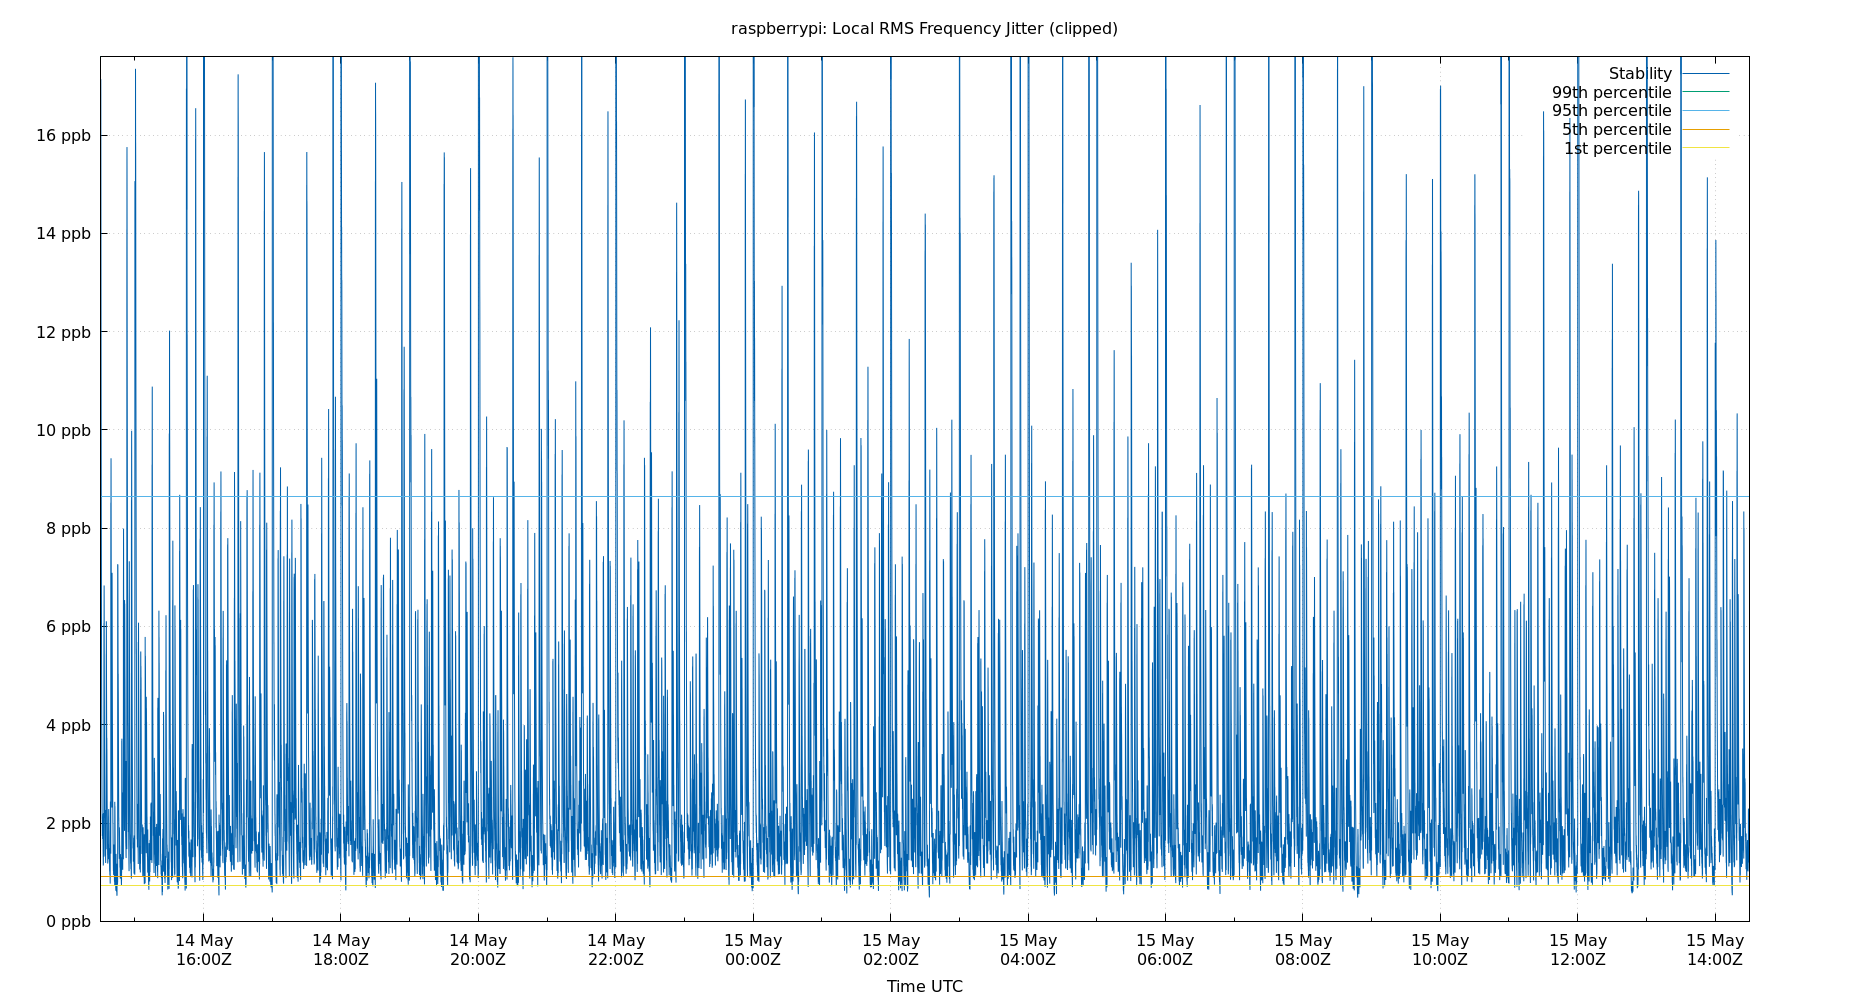 raspberrypi: Local RMS Frequency Jitter (clipped)
Stability
99th percentile
95th percentile
5th percentile
1st percentile
16 ppb
14 ppb
12 ppb
10 ppb
8 ppb
6 ppb
4 ppb
2 ppb
0 ppb
14 May 14 May 14 May 14 May 15 May 15 May 15 May 15 May 15 May 15 May 15 May 15 May
16:00Z 18:00Z 20:00Z 22:00Z 00:00Z 02:00Z 04:00Z 06:00Z 08:00Z 10:00Z 12:00Z 14:00Z
Time UTC